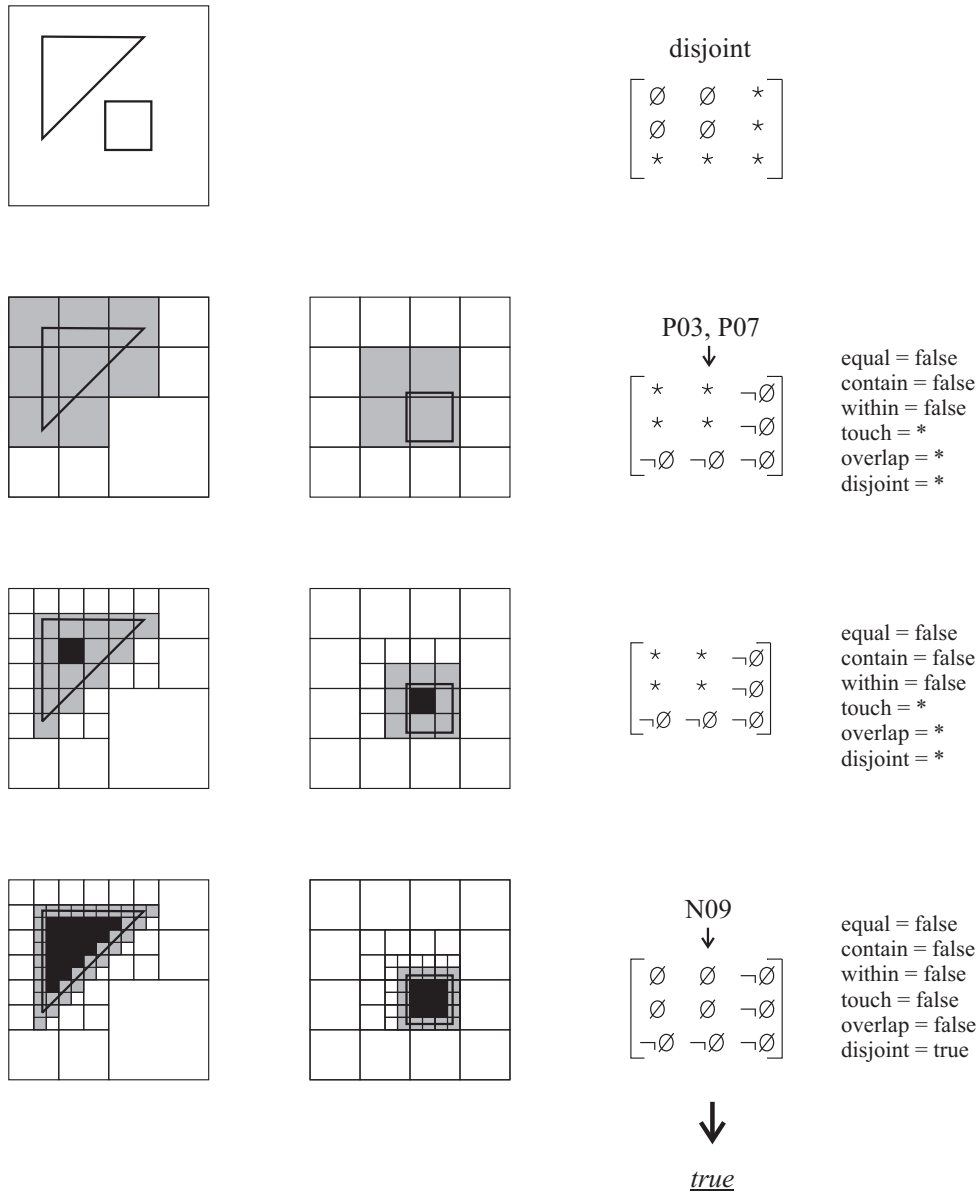 disjoint
∅ ∅ *
∅ ∅ *
* * *
P03, P07
* * ¬∅
* * ¬∅
¬∅ ¬∅ ¬∅
equal = false
contain = false
within = false
touch = *
overlap = *
disjoint = *
* * ¬∅
* * ¬∅
¬∅ ¬∅ ¬∅
equal = false
contain = false
within = false
touch = *
overlap = *
disjoint = *
N09
∅ ∅ ¬∅
∅ ∅ ¬∅
¬∅ ¬∅ ¬∅
equal = false
contain = false
within = false
touch = false
overlap = false
disjoint = true
true